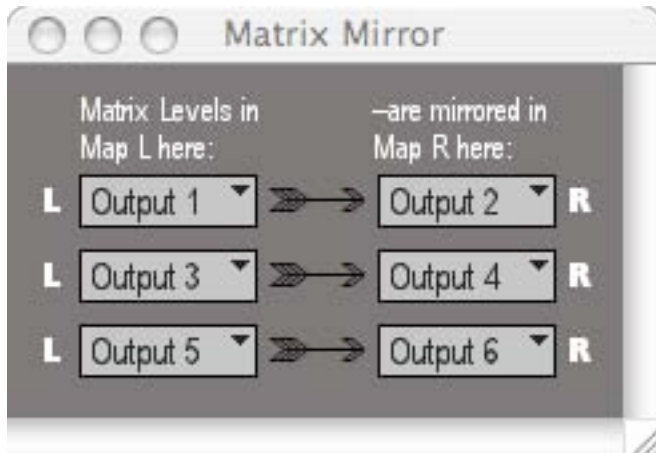 Matrix Mirror
Matrix Levels in
Map L here:
–are mirrored in
Map R here:
L Output 1 Output 2 R
L Output 3 Output 4 R
L Output 5 Output 6 R